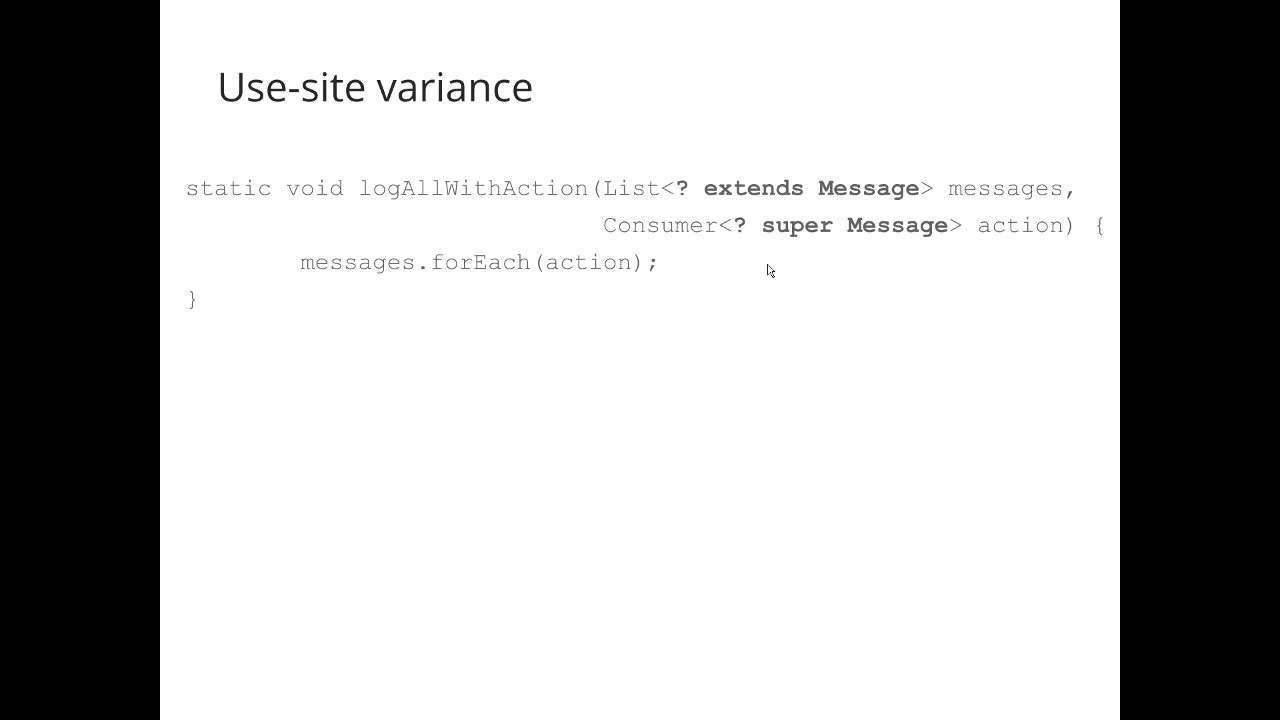 Use-site variance
static void logAllWithAction(List<? extends Message> messages,
Consumer<? super Message> action) {
messages.forEach(action);
}